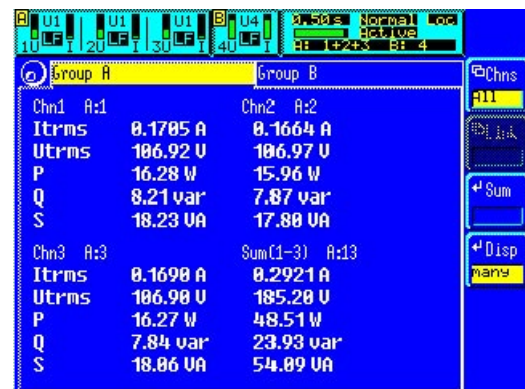 A U1 U1 U1 B U4 0.50s Normal Loc
Active
1U LF I 2U LF I 3U LF I 4U LF I A: 1+2+3 B: 4
Group A Group B
Chns
All
Link
Sum
Disp
many
Chn1 A:1 Chn2 A:2
Itrms 0.1705 A 0.1664 A
Utrms 106.92 V 106.97 V
P 16.28 W 15.96 W
Q 8.21 var 7.87 var
S 18.23 VA 17.80 VA
Chn3 A:3 Sum(1-3) A:13
Itrms 0.1690 A 0.2921 A
Utrms 106.90 V 185.20 V
P 16.27 W 48.51 W
Q 7.84 var 23.93 var
S 18.06 VA 54.09 VA